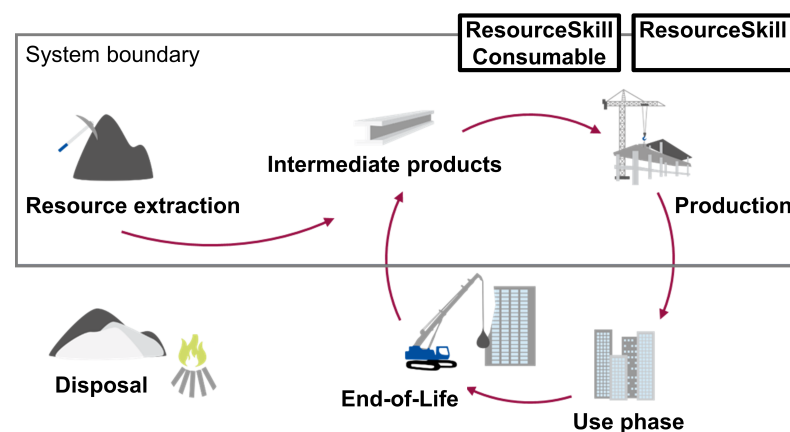 ResourceSkill
Consumable
ResourceSkill
System boundary
Intermediate products
Resource extraction
Production
Disposal
End-of-Life
Use phase